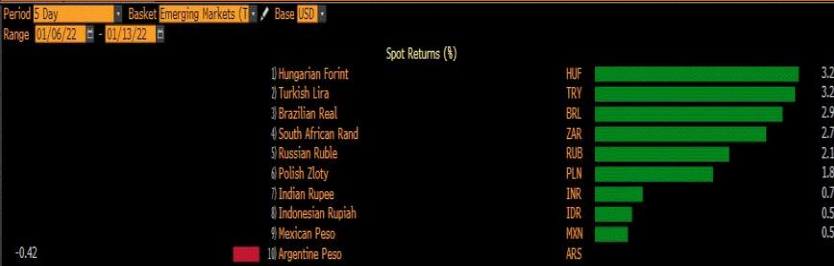 Period 5 Day Basket Emerging Markets (T Base USD
Range 01/06/22 - 01/13/22
Spot Returns (%)
1) Hungarian Forint HUF 3.2
2) Turkish Lira TRY 3.2
3) Brazilian Real BRL 2.9
4) South African Rand ZAR 2.7
5) Russian Ruble RUB 2.1
6) Polish Zloty PLN 1.8
7) Indian Rupee INR 0.7
8) Indonesian Rupiah IDR 0.5
9) Mexican Peso MXN 0.5
-0.42 10) Argentine Peso ARS